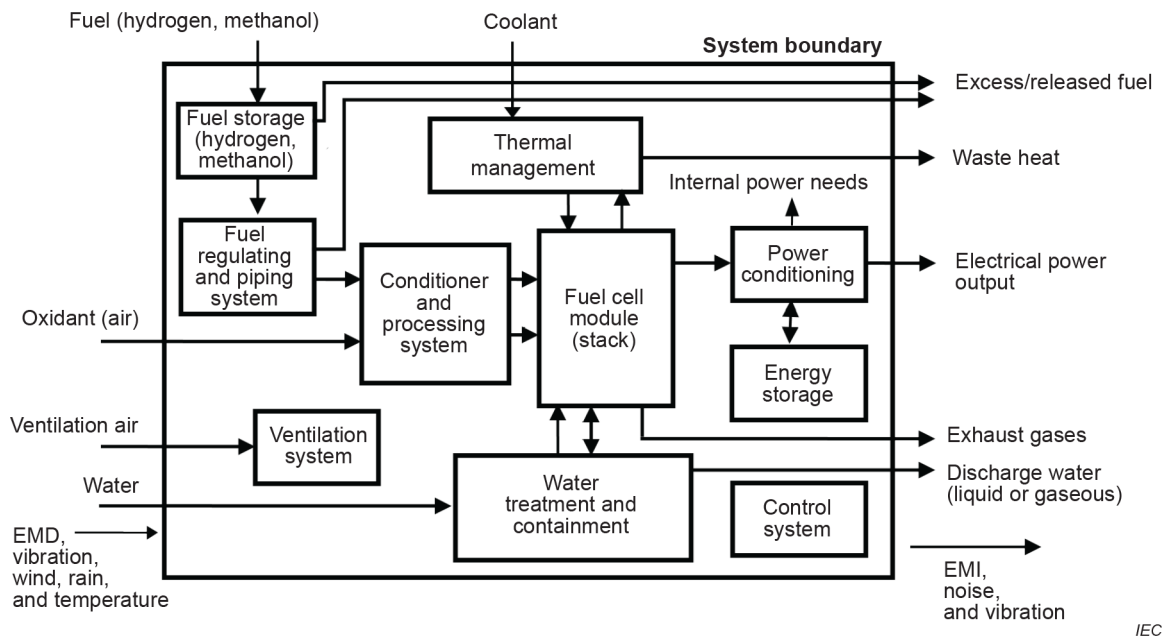 Fuel (hydrogen, methanol)
Coolant
System boundary
Excess/released fuel
Fuel storage
(hydrogen,
methanol)
Thermal
management
Waste heat
Internal power needs
Fuel
regulating
and piping
system
Conditioner
and
processing
system
Fuel cell
module
(stack)
Power
conditioning
Electrical power
output
Oxidant (air)
Energy
storage
Ventilation air
Ventilation
system
Exhaust gases
Water
Water
treatment and
containment
Discharge water
(liquid or gaseous)
Control
system
EMD,
vibration,
wind, rain,
and temperature
EMI,
noise,
and vibration
IEC